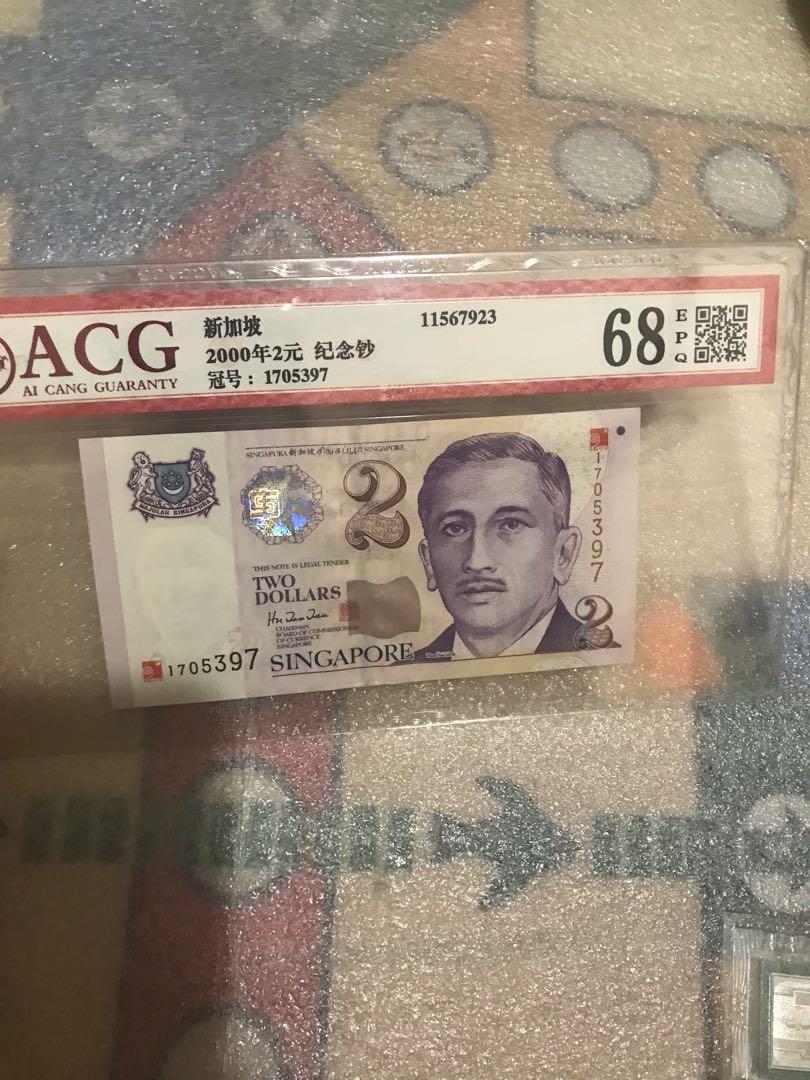 ACG
AI CANG GUARANTY
新加坡
2000年2元 纪念钞
冠号：1705397
11567923
68
EPQ
SINGAPURA 新加坡 சிங்கப்பூர் SINGAPORE
MAJULAH SINGAPURA
2
1705397
THIS NOTE IS LEGAL TENDER
TWO
DOLLARS
CHAIRMAN
BOARD OF COMMISSIONERS
OF CURRENCY
SINGAPORE
2
1705397
SINGAPORE